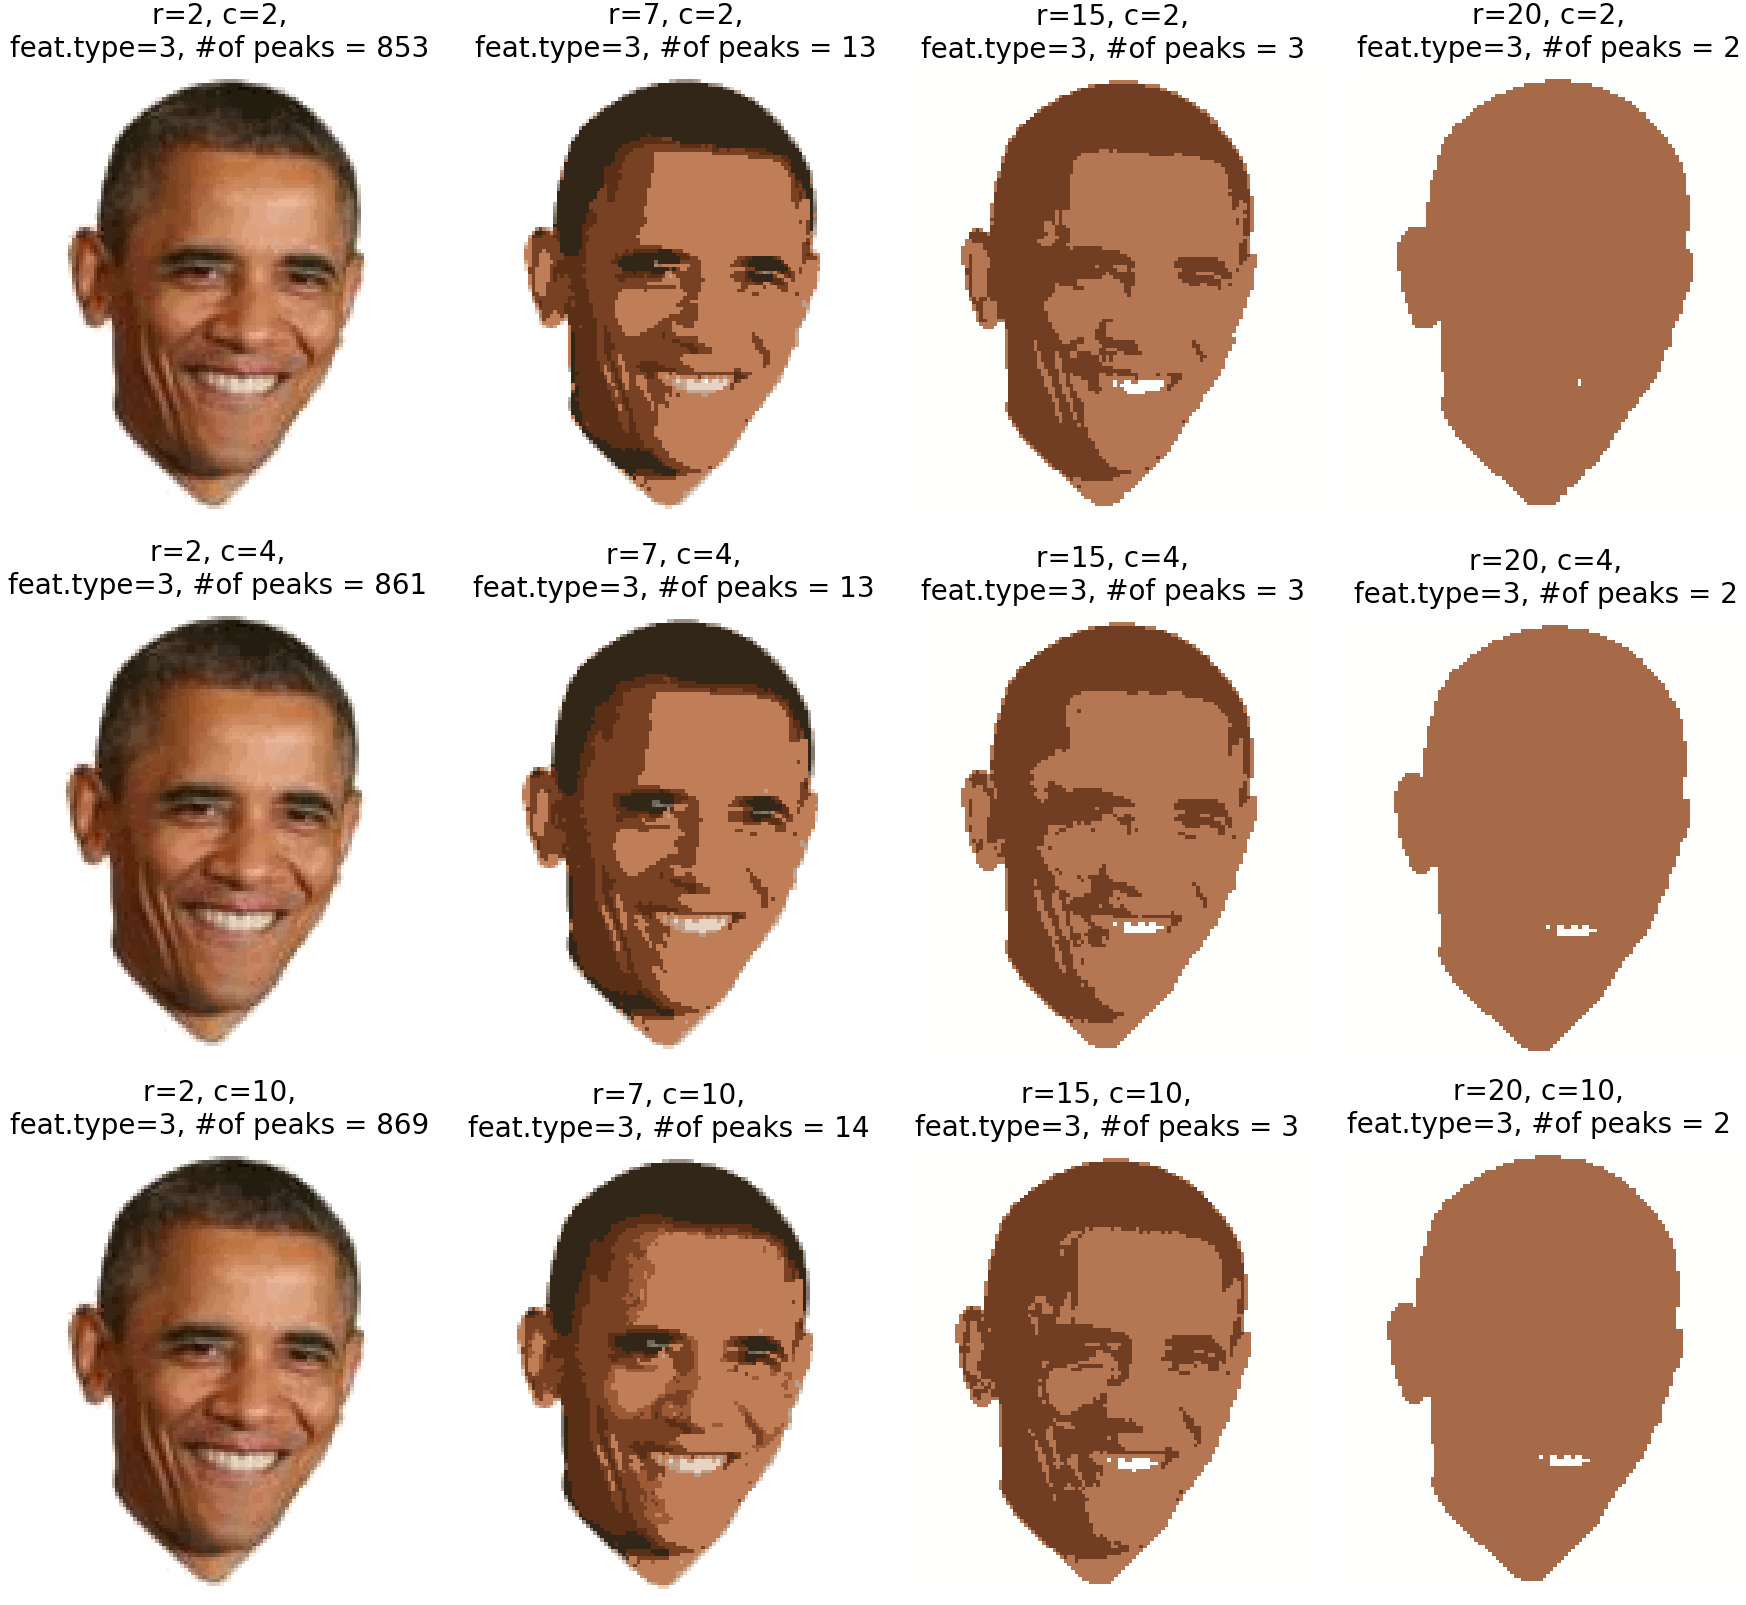 r=2, c=2,
feat.type=3, #of peaks = 853
r=7, c=2,
feat.type=3, #of peaks = 13
r=15, c=2,
feat.type=3, #of peaks = 3
r=20, c=2,
feat.type=3, #of peaks = 2
r=2, c=4,
feat.type=3, #of peaks = 861
r=7, c=4,
feat.type=3, #of peaks = 13
r=15, c=4,
feat.type=3, #of peaks = 3
r=20, c=4,
feat.type=3, #of peaks = 2
r=2, c=10,
feat.type=3, #of peaks = 869
r=7, c=10,
feat.type=3, #of peaks = 14
r=15, c=10,
feat.type=3, #of peaks = 3
r=20, c=10,
feat.type=3, #of peaks = 2